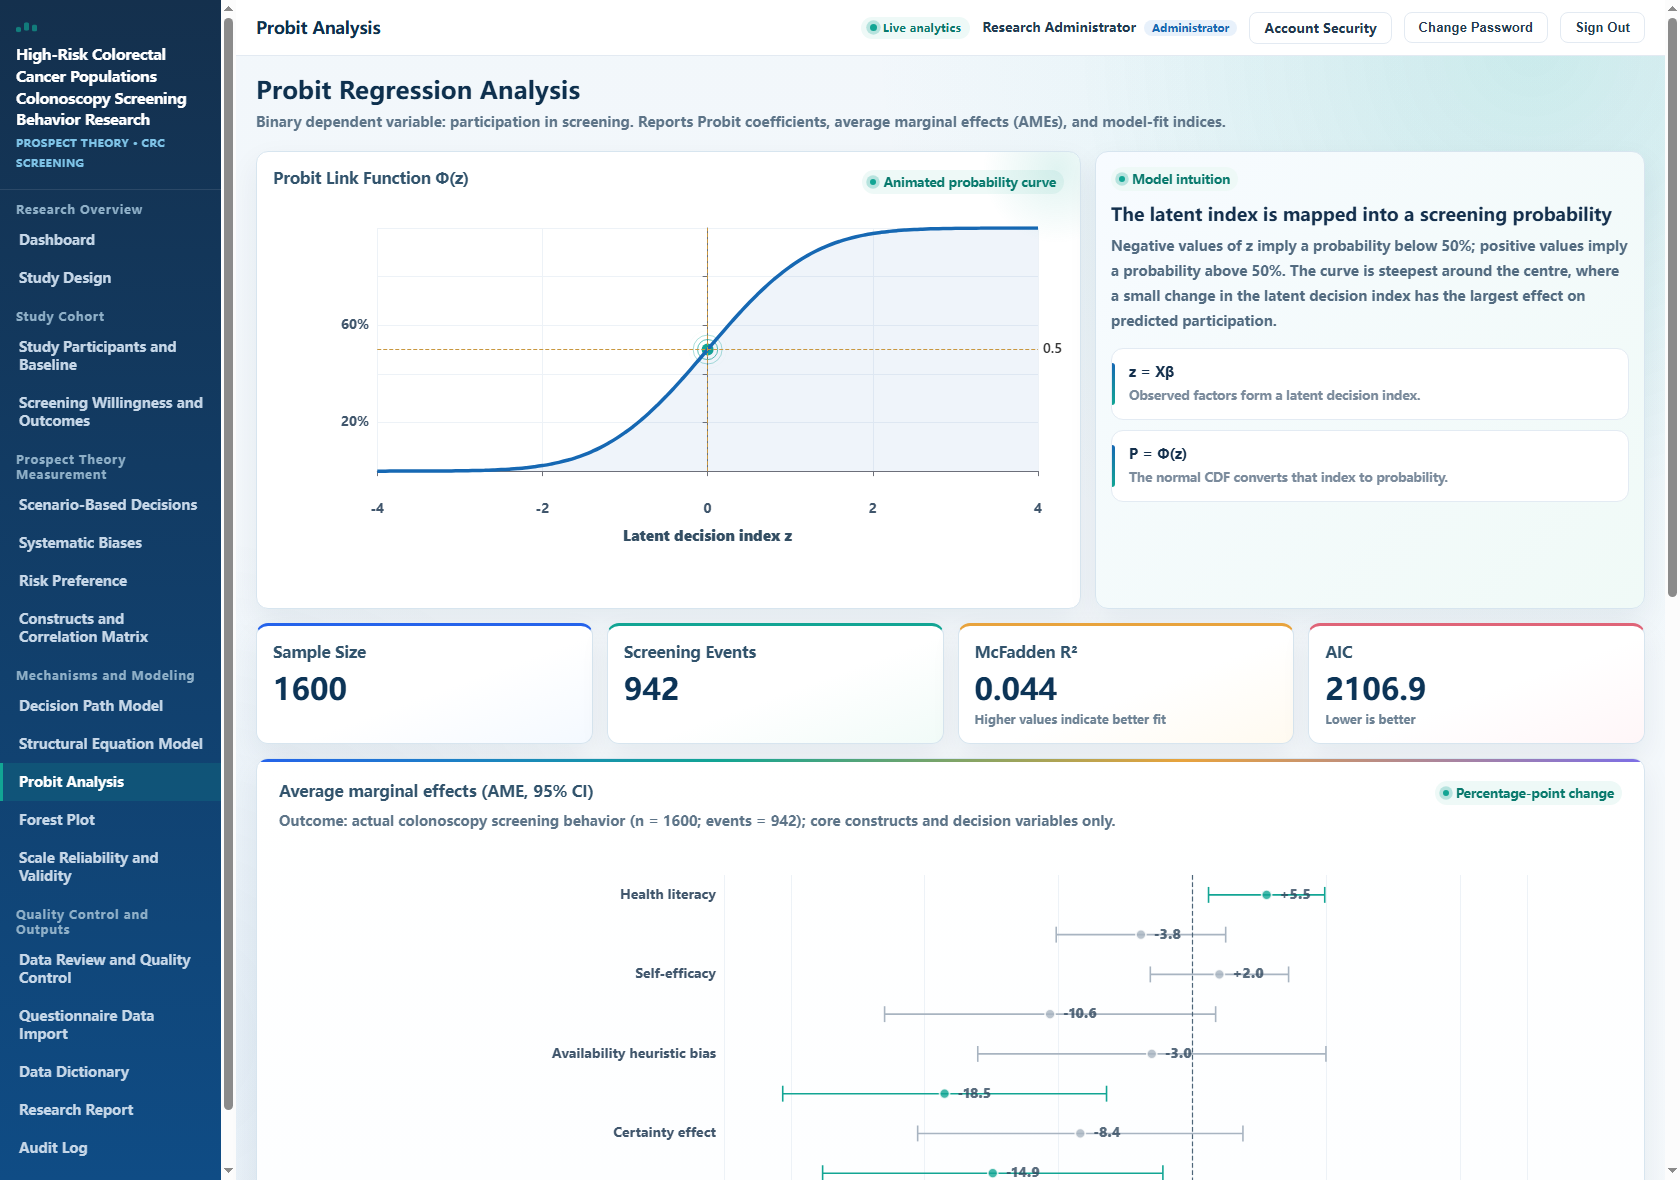 High-Risk Colorectal
Cancer Populations
Colonoscopy Screening
Behavior Research
PROSPECT THEORY • CRC
SCREENING
Research Overview
Dashboard
Study Design
Study Cohort
Study Participants and
Baseline
Screening Willingness and
Outcomes
Prospect Theory
Measurement
Scenario-Based Decisions
Systematic Biases
Risk Preference
Constructs and
Correlation Matrix
Mechanisms and Modeling
Decision Path Model
Structural Equation Model
Probit Analysis
Forest Plot
Scale Reliability and
Validity
Quality Control and
Outputs
Data Review and Quality
Control
Questionnaire Data
Import
Data Dictionary
Research Report
Audit Log
Probit Analysis
Live analytics
Research Administrator
Administrator
Account Security
Change Password
Sign Out
Probit Regression Analysis
Binary dependent variable: participation in screening. Reports Probit coefficients, average marginal effects (AMEs), and model-fit indices.
Probit Link Function Φ(z)
Animated probability curve
60%
20%
0.5
-4 -2 0 2 4
Latent decision index z
Model intuition
The latent index is mapped into a screening probability
Negative values of z imply a probability below 50%; positive values imply
a probability above 50%. The curve is steepest around the centre, where
a small change in the latent decision index has the largest effect on
predicted participation.
z = Xβ
Observed factors form a latent decision index.
P = Φ(z)
The normal CDF converts that index to probability.
Sample Size
1600
Screening Events
942
McFadden R²
0.044
Higher values indicate better fit
AIC
2106.9
Lower is better
Average marginal effects (AME, 95% CI)
Percentage-point change
Outcome: actual colonoscopy screening behavior (n = 1600; events = 942); core constructs and decision variables only.
Health literacy +5.5
-3.8
Self-efficacy +2.0
-10.6
Availability heuristic bias -3.0
-18.5
Certainty effect -8.4
-14.9